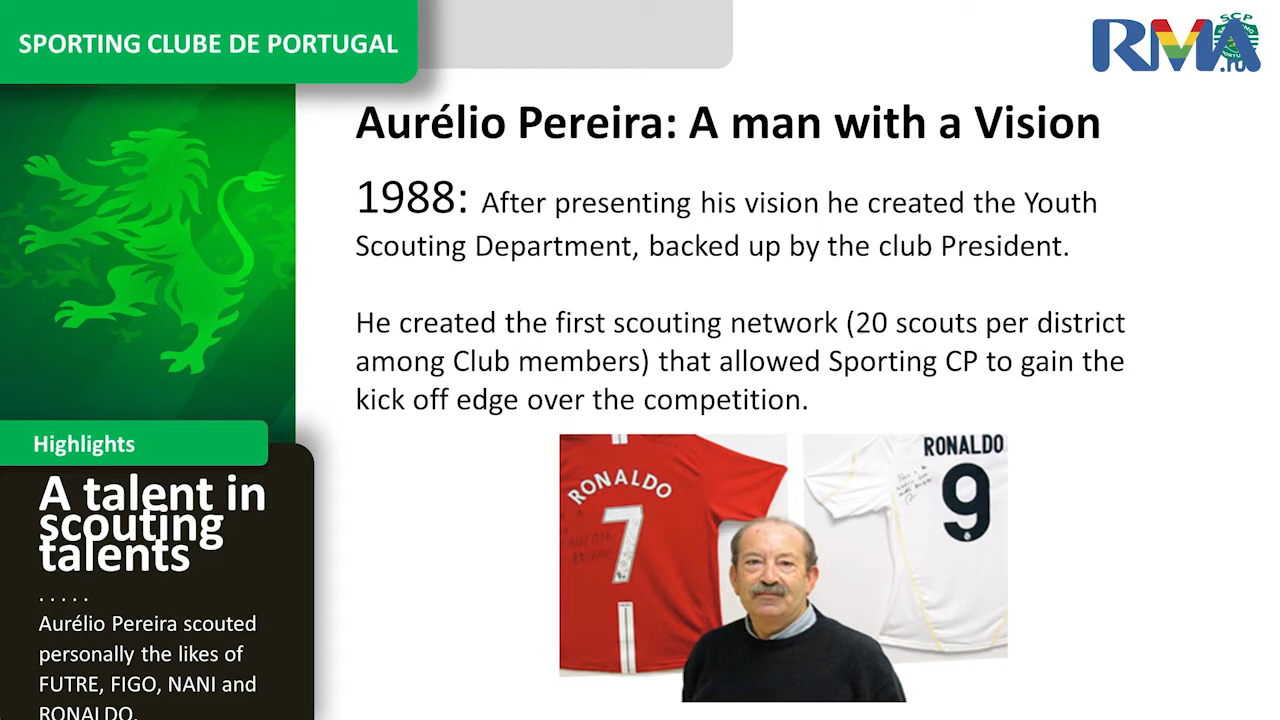 SPORTING CLUBE DE PORTUGAL
RMA
.ru
SCP
Aurélio Pereira: A man with a Vision
1988: After presenting his vision he created the Youth
Scouting Department, backed up by the club President.
He created the first scouting network (20 scouts per district
among Club members) that allowed Sporting CP to gain the
kick off edge over the competition.
Highlights
A talent in
scouting
talents
.....
Aurélio Pereira scouted
personally the likes of
FUTRE, FIGO, NANI and
RONALDO.
RONALDO
7
RONALDO
9